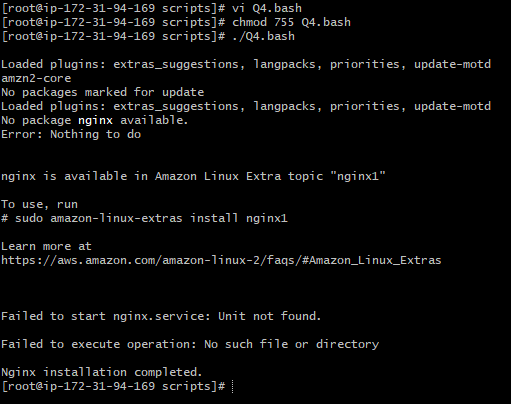 [root@ip-172-31-94-169 scripts]# vi Q4.bash
[root@ip-172-31-94-169 scripts]# chmod 755 Q4.bash
[root@ip-172-31-94-169 scripts]# ./Q4.bash
Loaded plugins: extras_suggestions, langpacks, priorities, update-motd
amzn2-core
No packages marked for update
Loaded plugins: extras_suggestions, langpacks, priorities, update-motd
No package nginx available.
Error: Nothing to do
nginx is available in Amazon Linux Extra topic "nginx1"
To use, run
# sudo amazon-linux-extras install nginx1
Learn more at
https://aws.amazon.com/amazon-linux-2/faqs/#Amazon_Linux_Extras
Failed to start nginx.service: Unit not found.
Failed to execute operation: No such file or directory
Nginx installation completed.
[root@ip-172-31-94-169 scripts]#